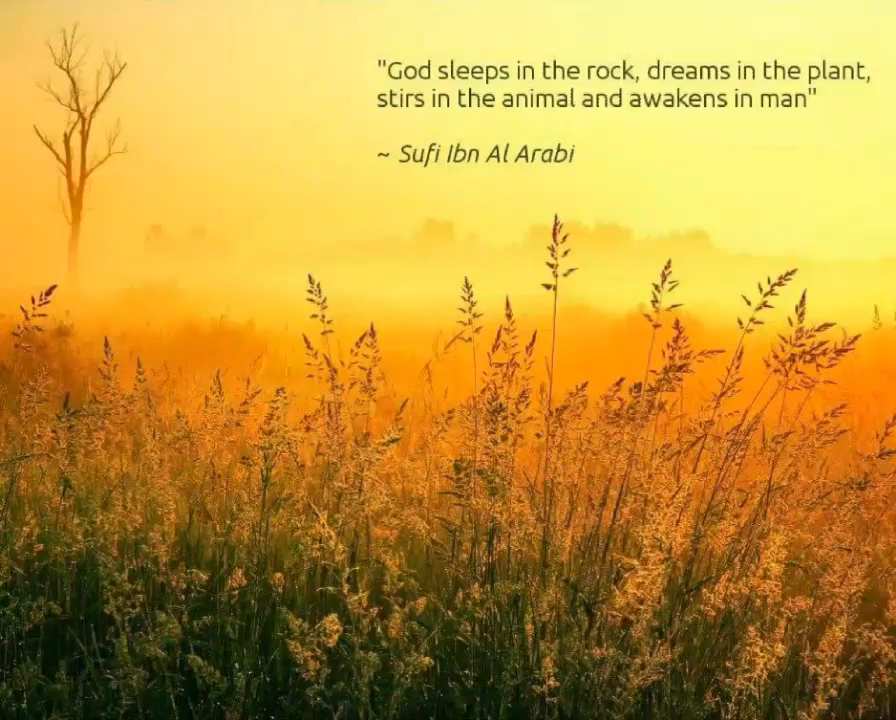 "God sleeps in the rock, dreams in the plant,
stirs in the animal and awakens in man"
~ Sufi Ibn Al Arabi